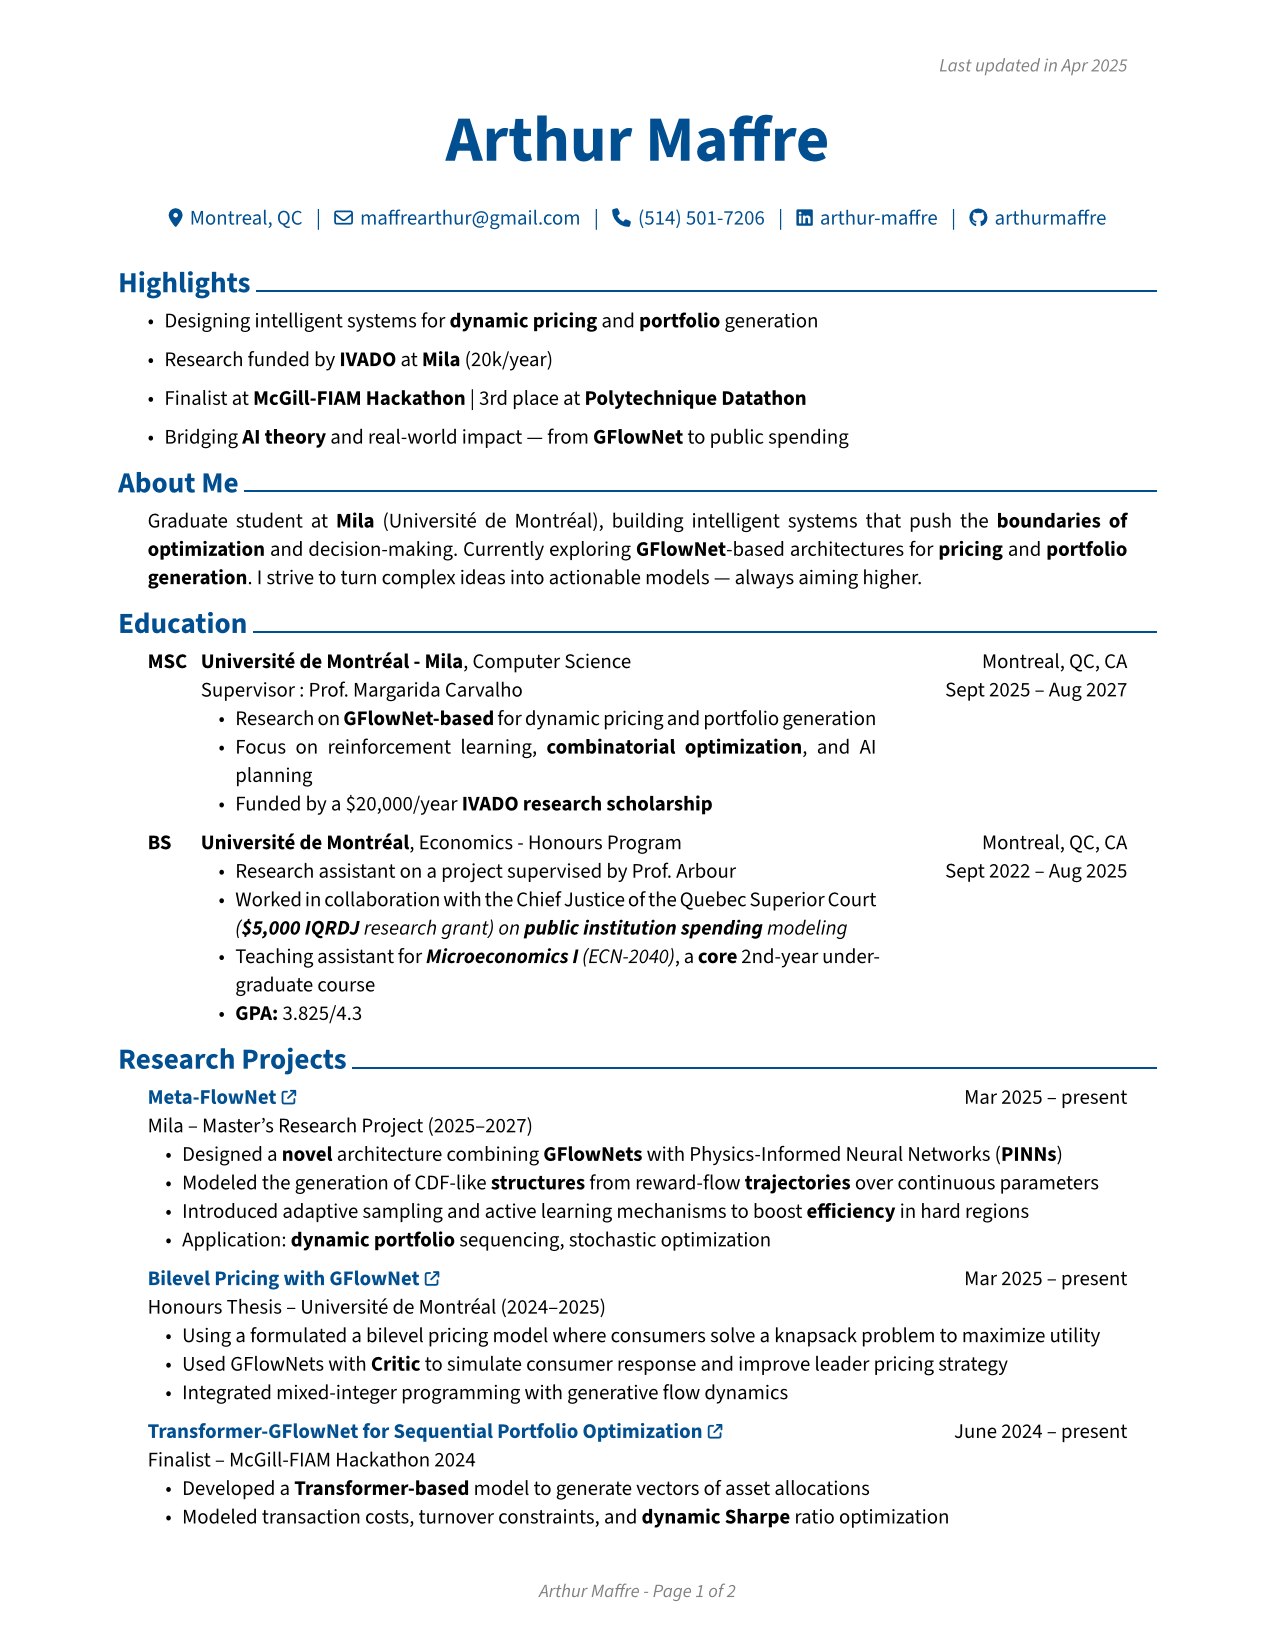 Last updated in Apr 2025
Arthur Maffre
Montreal, QC | maffrearthur@gmail.com | (514) 501-7206 | arthur-maffre | arthurmaffre
Highlights
• Designing intelligent systems for dynamic pricing and portfolio generation
• Research funded by IVADO at Mila (20k/year)
• Finalist at McGill-FIAM Hackathon | 3rd place at Polytechnique Datathon
• Bridging AI theory and real-world impact — from GFlowNet to public spending
About Me
Graduate student at Mila (Université de Montréal), building intelligent systems that push the boundaries of
optimization and decision-making. Currently exploring GFlowNet-based architectures for pricing and portfolio
generation. I strive to turn complex ideas into actionable models — always aiming higher.
Education
MSC Université de Montréal - Mila, Computer Science Montreal, QC, CA
Supervisor : Prof. Margarida Carvalho Sept 2025 – Aug 2027
• Research on GFlowNet-based for dynamic pricing and portfolio generation
• Focus on reinforcement learning, combinatorial optimization, and AI
planning
• Funded by a $20,000/year IVADO research scholarship
BS Université de Montréal, Economics - Honours Program Montreal, QC, CA
• Research assistant on a project supervised by Prof. Arbour Sept 2022 – Aug 2025
• Worked in collaboration with the Chief Justice of the Quebec Superior Court
($5,000 IQRDJ research grant) on public institution spending modeling
• Teaching assistant for Microeconomics I (ECN-2040), a core 2nd-year under-
graduate course
• GPA: 3.825/4.3
Research Projects
Meta-FlowNet Mar 2025 – present
Mila – Master’s Research Project (2025–2027)
• Designed a novel architecture combining GFlowNets with Physics-Informed Neural Networks (PINNs)
• Modeled the generation of CDF-like structures from reward-flow trajectories over continuous parameters
• Introduced adaptive sampling and active learning mechanisms to boost efficiency in hard regions
• Application: dynamic portfolio sequencing, stochastic optimization
Bilevel Pricing with GFlowNet Mar 2025 – present
Honours Thesis – Université de Montréal (2024–2025)
• Using a formulated a bilevel pricing model where consumers solve a knapsack problem to maximize utility
• Used GFlowNets with Critic to simulate consumer response and improve leader pricing strategy
• Integrated mixed-integer programming with generative flow dynamics
Transformer-GFlowNet for Sequential Portfolio Optimization June 2024 – present
Finalist – McGill-FIAM Hackathon 2024
• Developed a Transformer-based model to generate vectors of asset allocations
• Modeled transaction costs, turnover constraints, and dynamic Sharpe ratio optimization
Arthur Maffre - Page 1 of 2